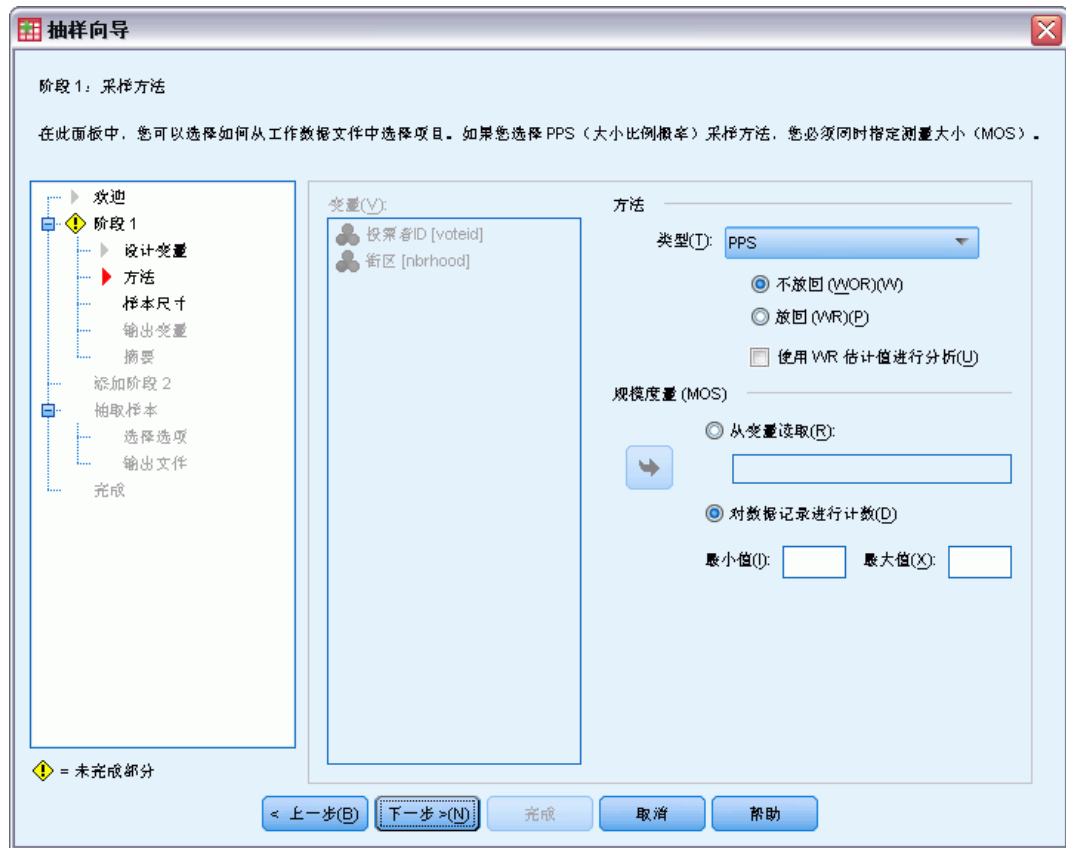 抽样向导
阶段 1：采样方法
在此面板中，您可以选择如何从工作数据文件中选择项目。如果您选择 PPS（大小比例概率）采样方法，您必须同时指定测量大小（MOS）。
欢迎
阶段 1
设计变量
方法
样本尺寸
输出变量
摘要
添加阶段 2
抽取样本
选择选项
输出文件
完成
! = 未完成部分
变量(V):
投票者ID [voteid]
街区 [nbrhood]
方法
类型(T): PPS
不放回 (WOR)(W)
放回 (WR)(P)
使用 WR 估计值进行分析(U)
规模度量 (MOS)
从变量读取(R):
对数据记录进行计数(D)
最小值(I): 最大值(X):
< 上一步(B) 下一步 >(N) 完成 取消 帮助